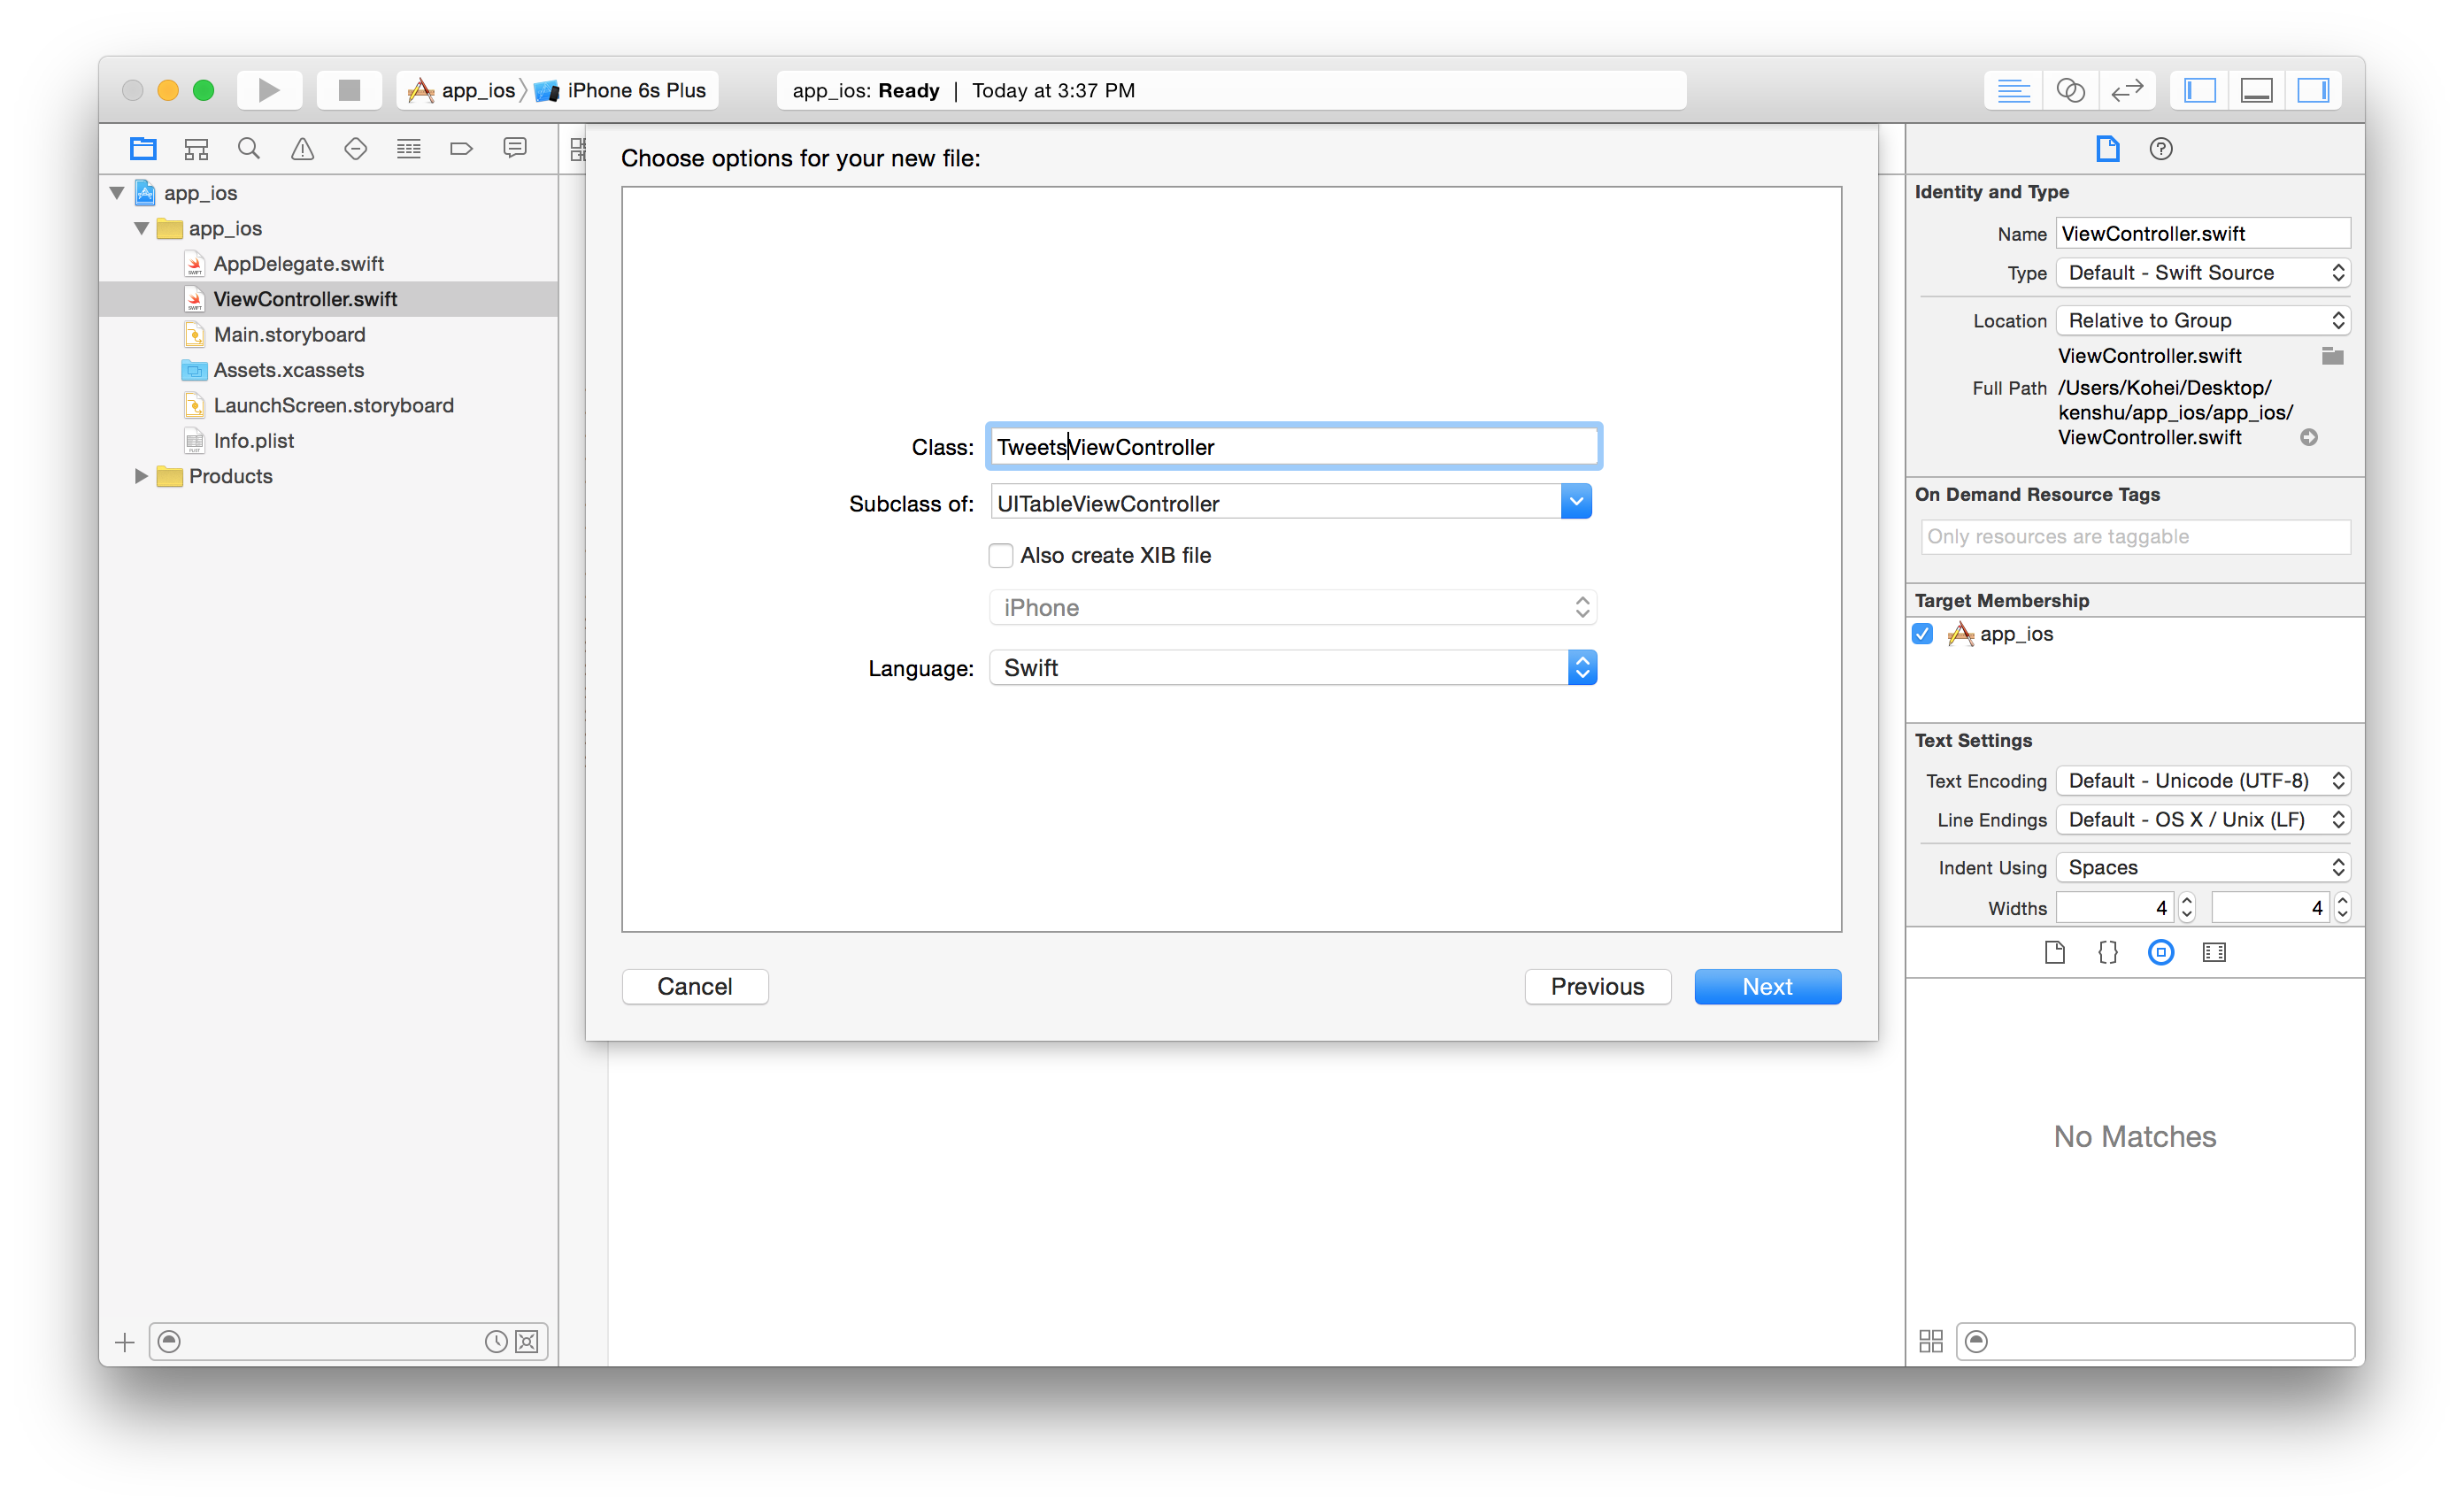 app_ios
iPhone 6s Plus
app_ios: Ready | Today at 3:37 PM
app_ios
app_ios
AppDelegate.swift
ViewController.swift
Main.storyboard
Assets.xcassets
LaunchScreen.storyboard
Info.plist
Products
Choose options for your new file:
Class: TweetsViewController
Subclass of: UITableViewController
Also create XIB file
iPhone
Language: Swift
Cancel
Previous
Next
Identity and Type
Name ViewController.swift
Type Default - Swift Source
Location Relative to Group
ViewController.swift
Full Path /Users/Kohei/Desktop/
kenshu/app_ios/app_ios/
ViewController.swift
On Demand Resource Tags
Only resources are taggable
Target Membership
app_ios
Text Settings
Text Encoding Default - Unicode (UTF-8)
Line Endings Default - OS X / Unix (LF)
Indent Using Spaces
Widths 4 4
No Matches